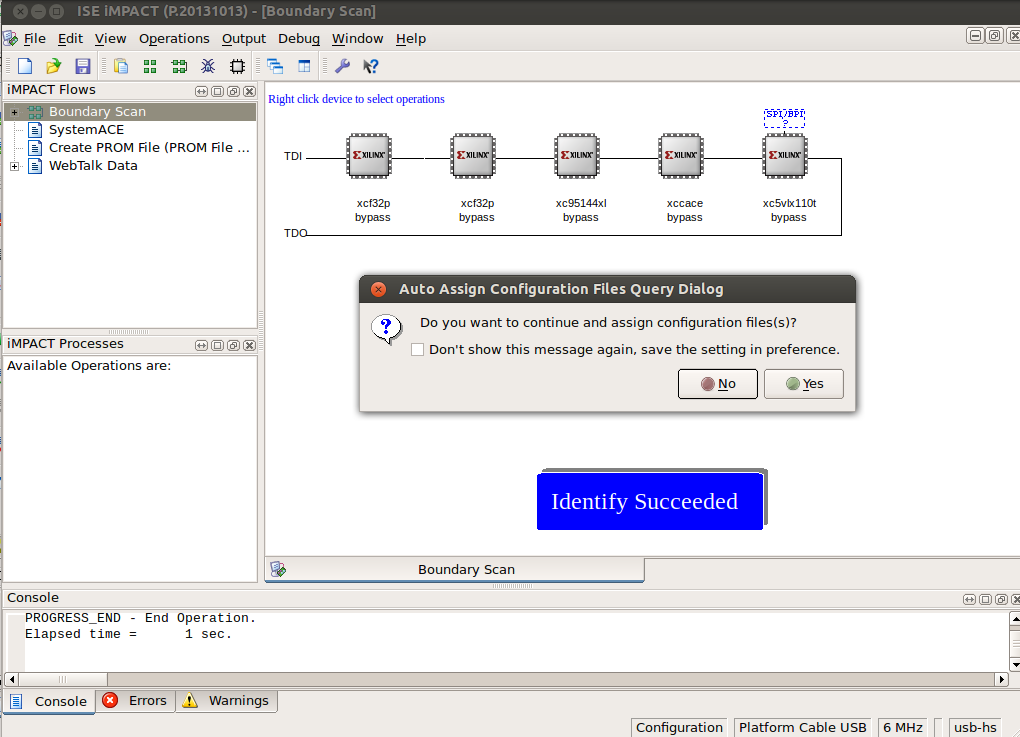 ISE iMPACT (P.20131013) - [Boundary Scan]
File Edit View Operations Output Debug Window Help
iMPACT Flows
Boundary Scan
SystemACE
Create PROM File (PROM File ...
WebTalk Data
iMPACT Processes
Available Operations are:
Right click device to select operations
SPI/BPI
?
TDI
XILINX XILINX XILINX XILINX XILINX
xcf32p xcf32p xc95144xl xccace xc5vlx110t
bypass bypass bypass bypass bypass
TDO
Auto Assign Configuration Files Query Dialog
Do you want to continue and assign configuration files(s)?
Don't show this message again, save the setting in preference.
No Yes
Identify Succeeded
Boundary Scan
Console
PROGRESS_END - End Operation.
Elapsed time =      1 sec.
Console Errors Warnings
Configuration Platform Cable USB 6 MHz usb-hs